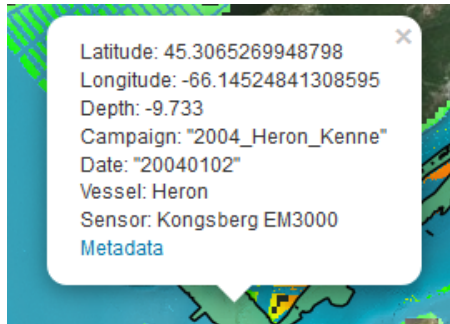 Latitude: 45.3065269948798
Longitude: -66.14524841308595
Depth: -9.733
Campaign: "2004_Heron_Kenne"
Date: "20040102"
Vessel: Heron
Sensor: Kongsberg EM3000
Metadata